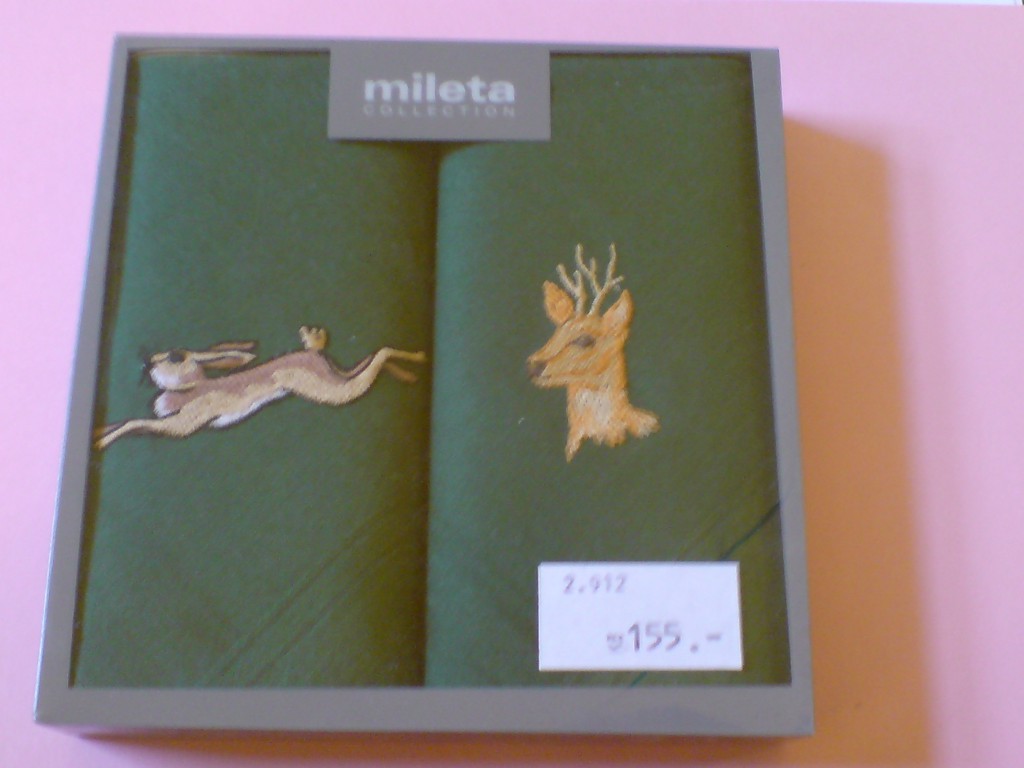 mileta
COLLECTION
2.912
155.-